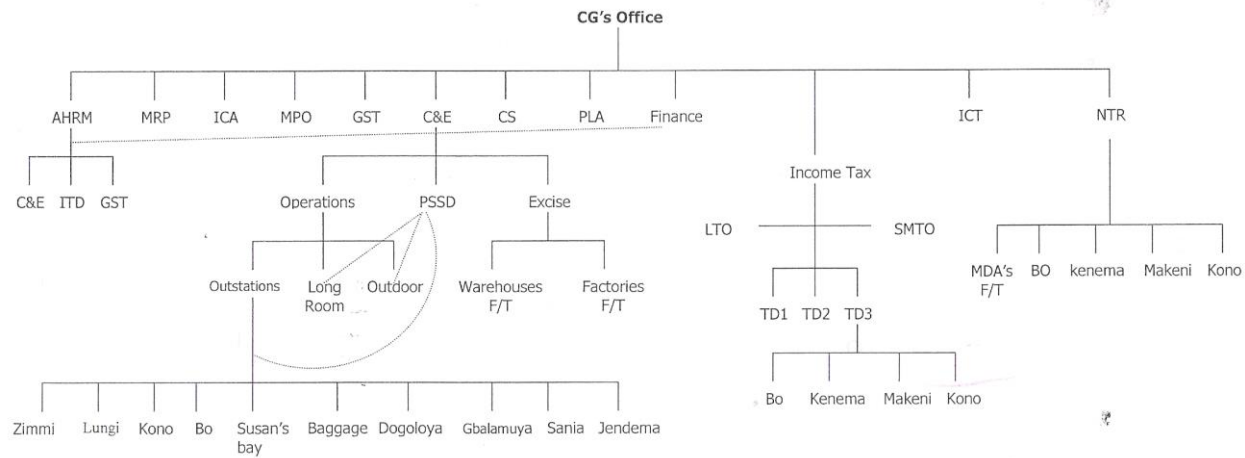 CG's Office
AHRM MRP ICA MPO GST C&E CS PLA Finance ICT NTR
Income Tax
C&E ITD GST
Operations PSSD Excise
LTO SMTO
Outstations Long Room Outdoor Warehouses F/T Factories F/T
MDA's F/T BO kenema Makeni Kono
TD1 TD2 TD3
Bo Kenema Makeni Kono
Zimmi Lungi Kono Bo Susan's bay Baggage Dogoloya Gbalamuya Sania Jendema